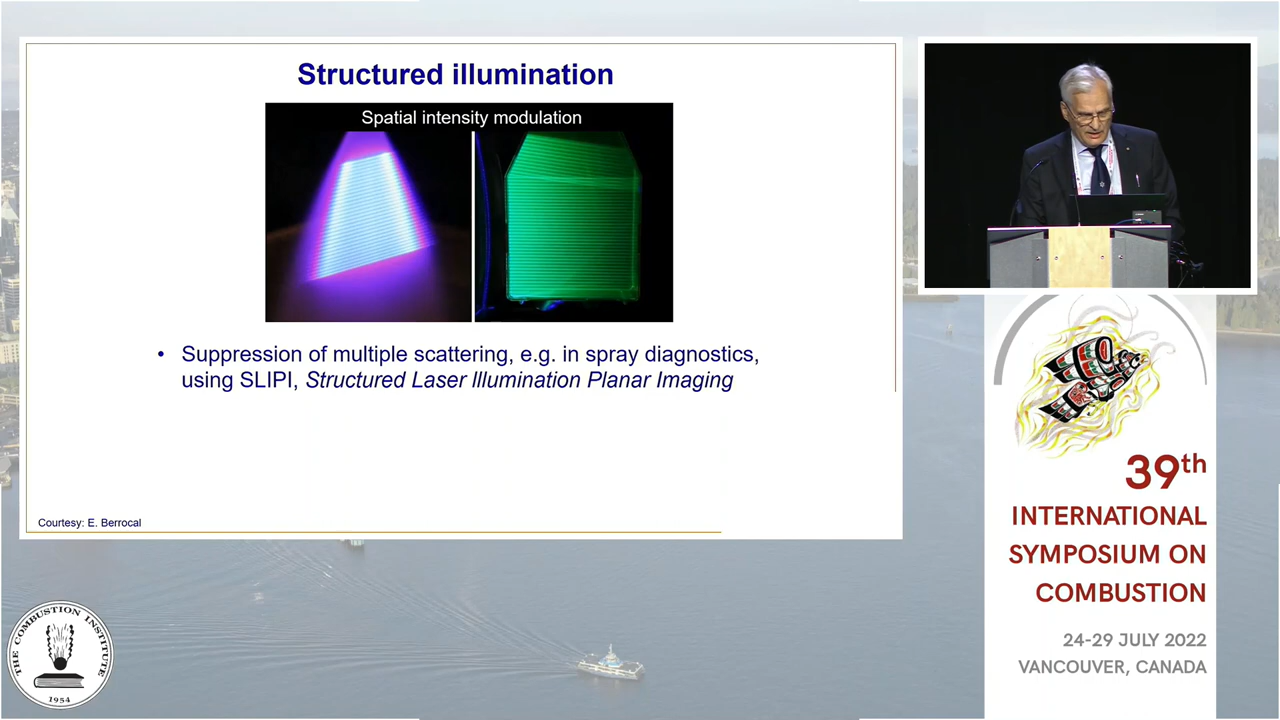 Structured illumination
Spatial intensity modulation
• Suppression of multiple scattering, e.g. in spray diagnostics,
using SLIPI, Structured Laser Illumination Planar Imaging
Courtesy: E. Berrocal
39th
INTERNATIONAL
SYMPOSIUM ON
COMBUSTION
24-29 JULY 2022
VANCOUVER, CANADA
THE COMBUSTION INSTITUTE
1954